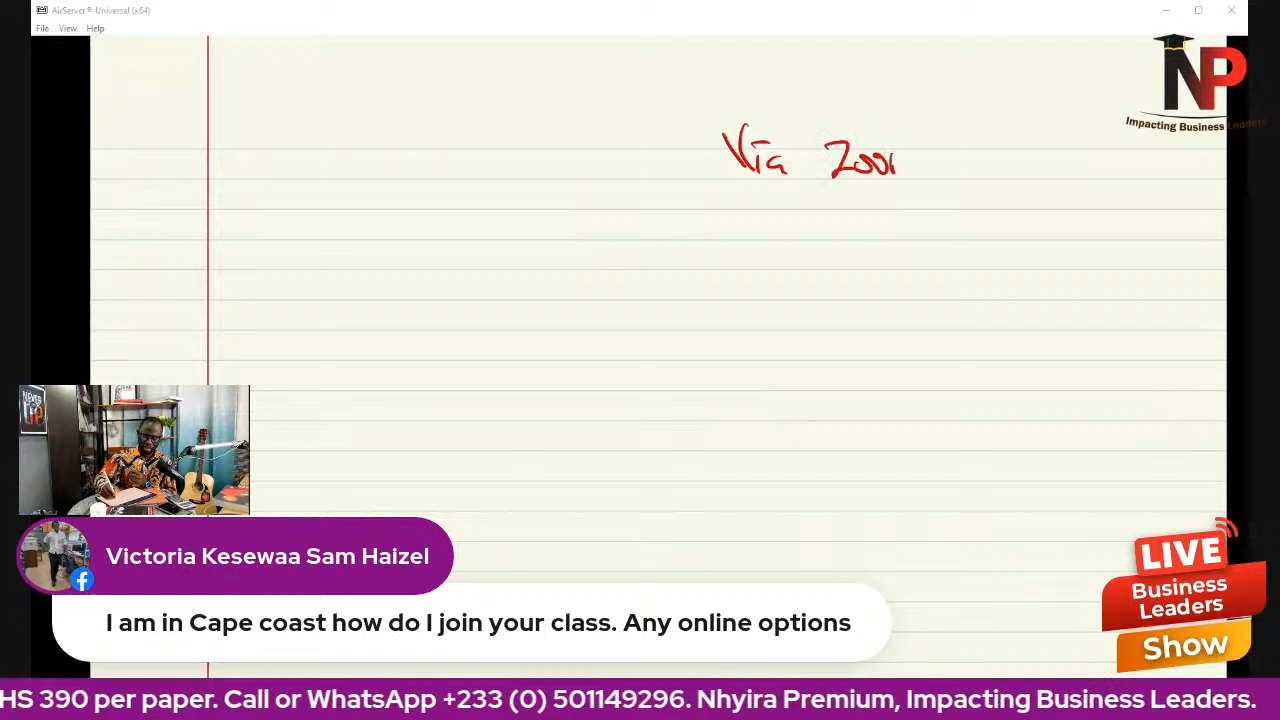 AirServer® Universal (x64)
File View Help
NP
Impacting Business Leaders
Via Zoom
NEVER
UP
Victoria Kesewaa Sam Haizel
I am in Cape coast how do I join your class. Any online options
LIVE
Business
Leaders
Show
HS 390 per paper. Call or WhatsApp +233 (0) 501149296. Nhyira Premium, Impacting Business Leaders.